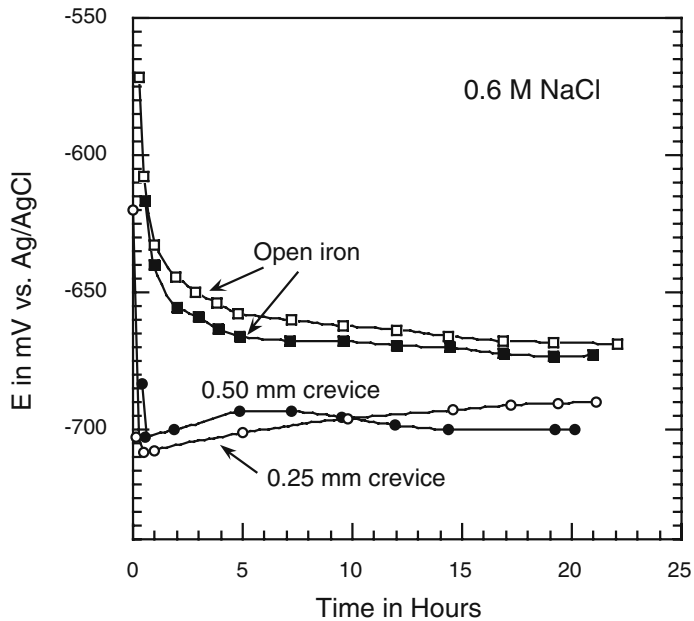 -550
0.6 M NaCl
-600
Open iron
-650
E in mV vs. Ag/AgCl
0.50 mm crevice
-700
0.25 mm crevice
0 5 10 15 20 25
Time in Hours